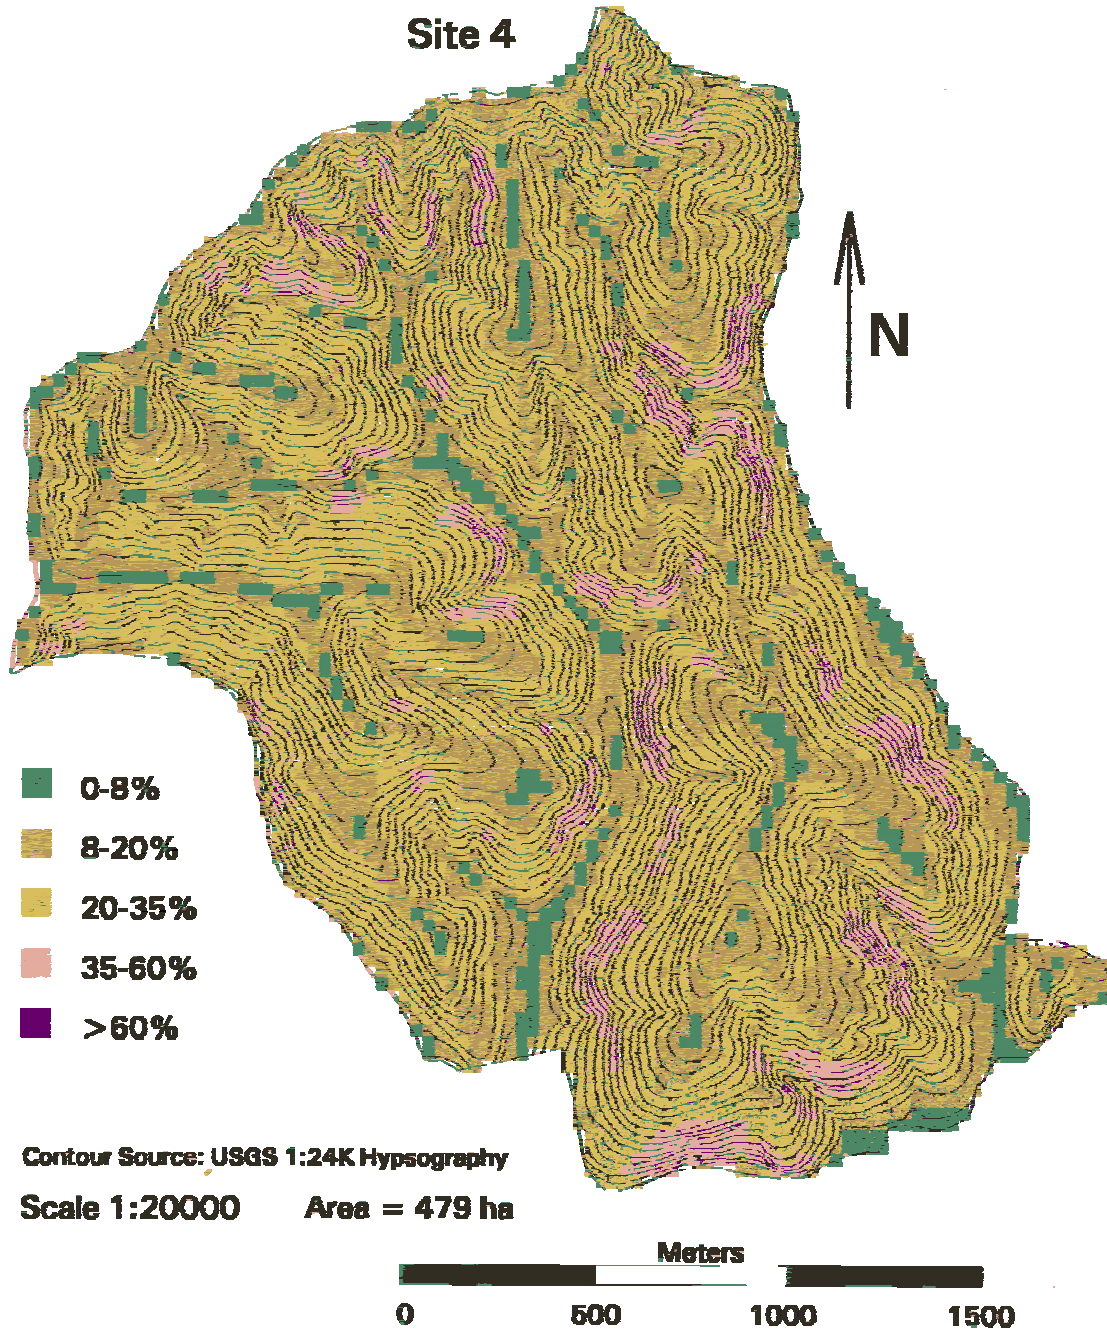 Site 4
N
0-8%
8-20%
20-35%
35-60%
>60%
Contour Source: USGS 1:24K Hypsography
Scale 1:20000 Area = 479 ha
Meters
0 500 1000 1500